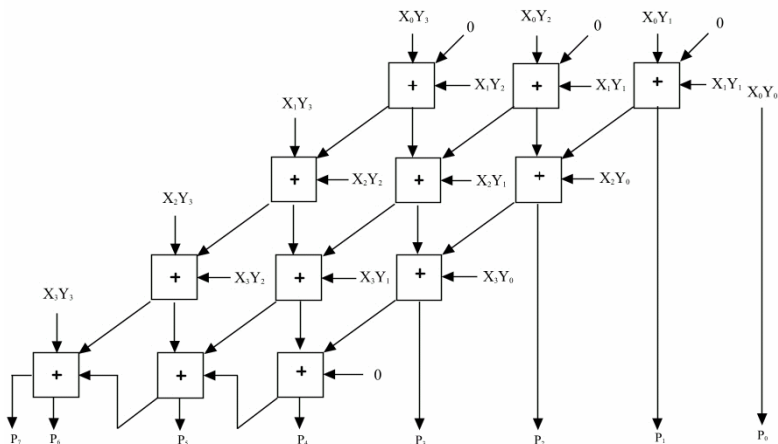 X₀Y₃ 0 X₀Y₂ 0 X₀Y₁ 0
+ X₁Y₂ + X₁Y₁ + X₁Y₁ X₀Y₀
X₁Y₃
+ X₂Y₂ + X₂Y₁ + X₂Y₀
X₂Y₃
+ X₃Y₂ + X₃Y₁ + X₃Y₀
X₃Y₃
+ + + 0
P₇ P₆ P₅ P₄ P₃ P₂ P₁ P₀